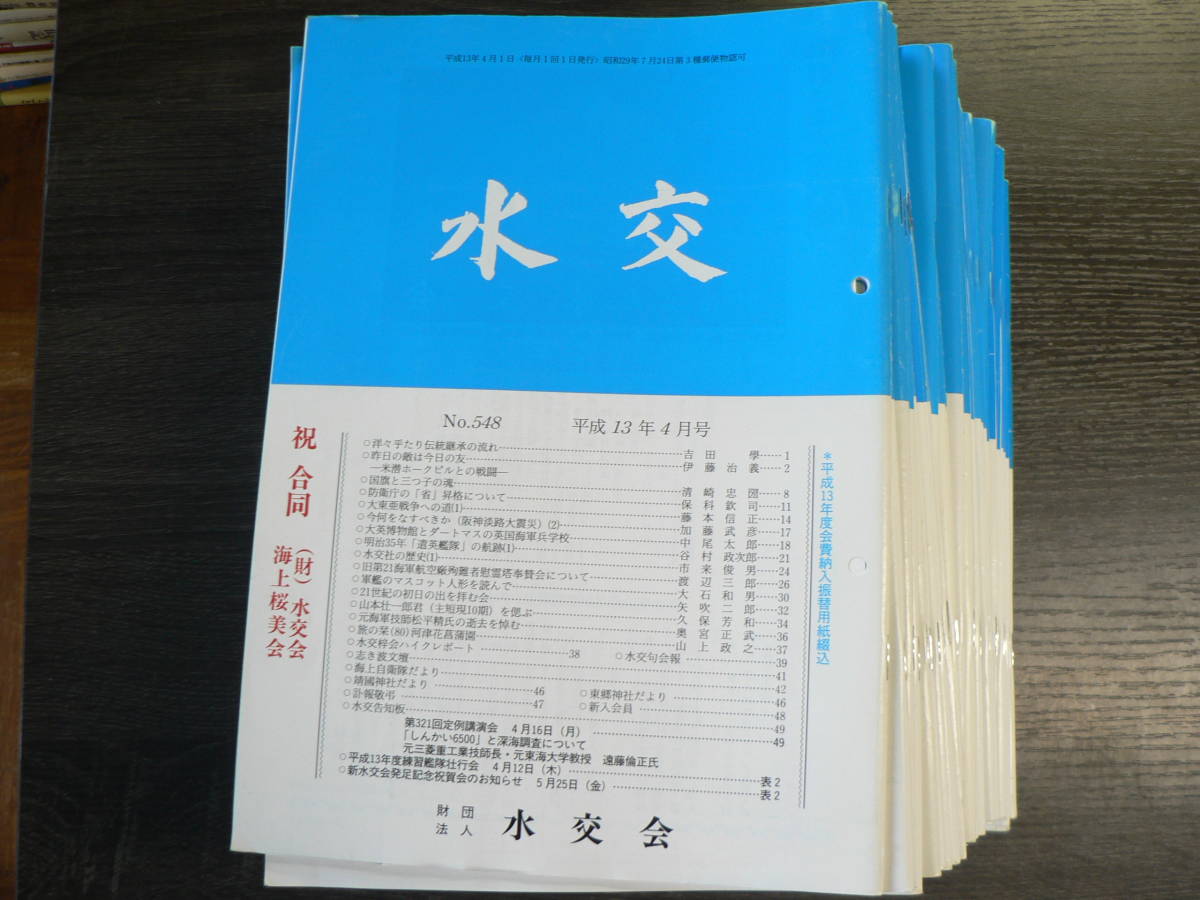 平成13年4月1日(毎月1回1日発行)昭和29年7月24日第3種郵便物認可
水交
No.548 平成13年4月号
祝 合同 (財)水交会
海上桜美会
○洋々乎たり伝統継承の流れ……吉田 學……1
○昨日の敵は今日の友……伊藤治義……2
―米潜ホークビルとの戦闘―
○国旗と三つ子の魂……清崎忠圀……8
○防衛庁の「省」昇格について……保科欽司……11
○大東亜戦争への道(1)……藤本信正……14
○今何をなすべきか(阪神淡路大震災)(2)……加藤武彦……17
○大英博物館とダートマスの英国海軍兵学校……中尾太郎……18
○明治35年「遣英艦隊」の航跡(1)……谷村政次郎……21
○水交社の歴史(1)……市来俊男……24
○旧第21海軍航空廠殉難者慰霊塔奉賛会について……渡辺三郎……26
○軍艦のマスコット人形を読んで……大石和男……30
○21世紀の初日の出を拝む会……矢吹二郎……32
○山本壮一郎君(主短現10期)を偲ぶ……久保芳和……34
○元海軍技師松平精氏の逝去を悼む……奥宮正武……36
○旅の栞(80)河津花菖蒲園……山上政之……37
○水交梓会ハイクレポート……38 ○水交句会報……39
○志き波文壇……41
○海上自衛隊だより……42
○靖國神社だより……46 ○東郷神社だより……46
○訃報敬弔……47 ○新入会員……48
○水交告知板……49
第321回定例講演会 4月16日(月)……49
「しんかい6500」と深海調査について
元三菱重工業技師長・元東海大学教授 遠藤倫正氏
○平成13年度練習艦隊壮行会 4月12日(木)……表2
○新水交会発足記念祝賀会のお知らせ 5月25日(金)……表2
*平成13年度会費納入振替用紙綴込
財団法人 水交会